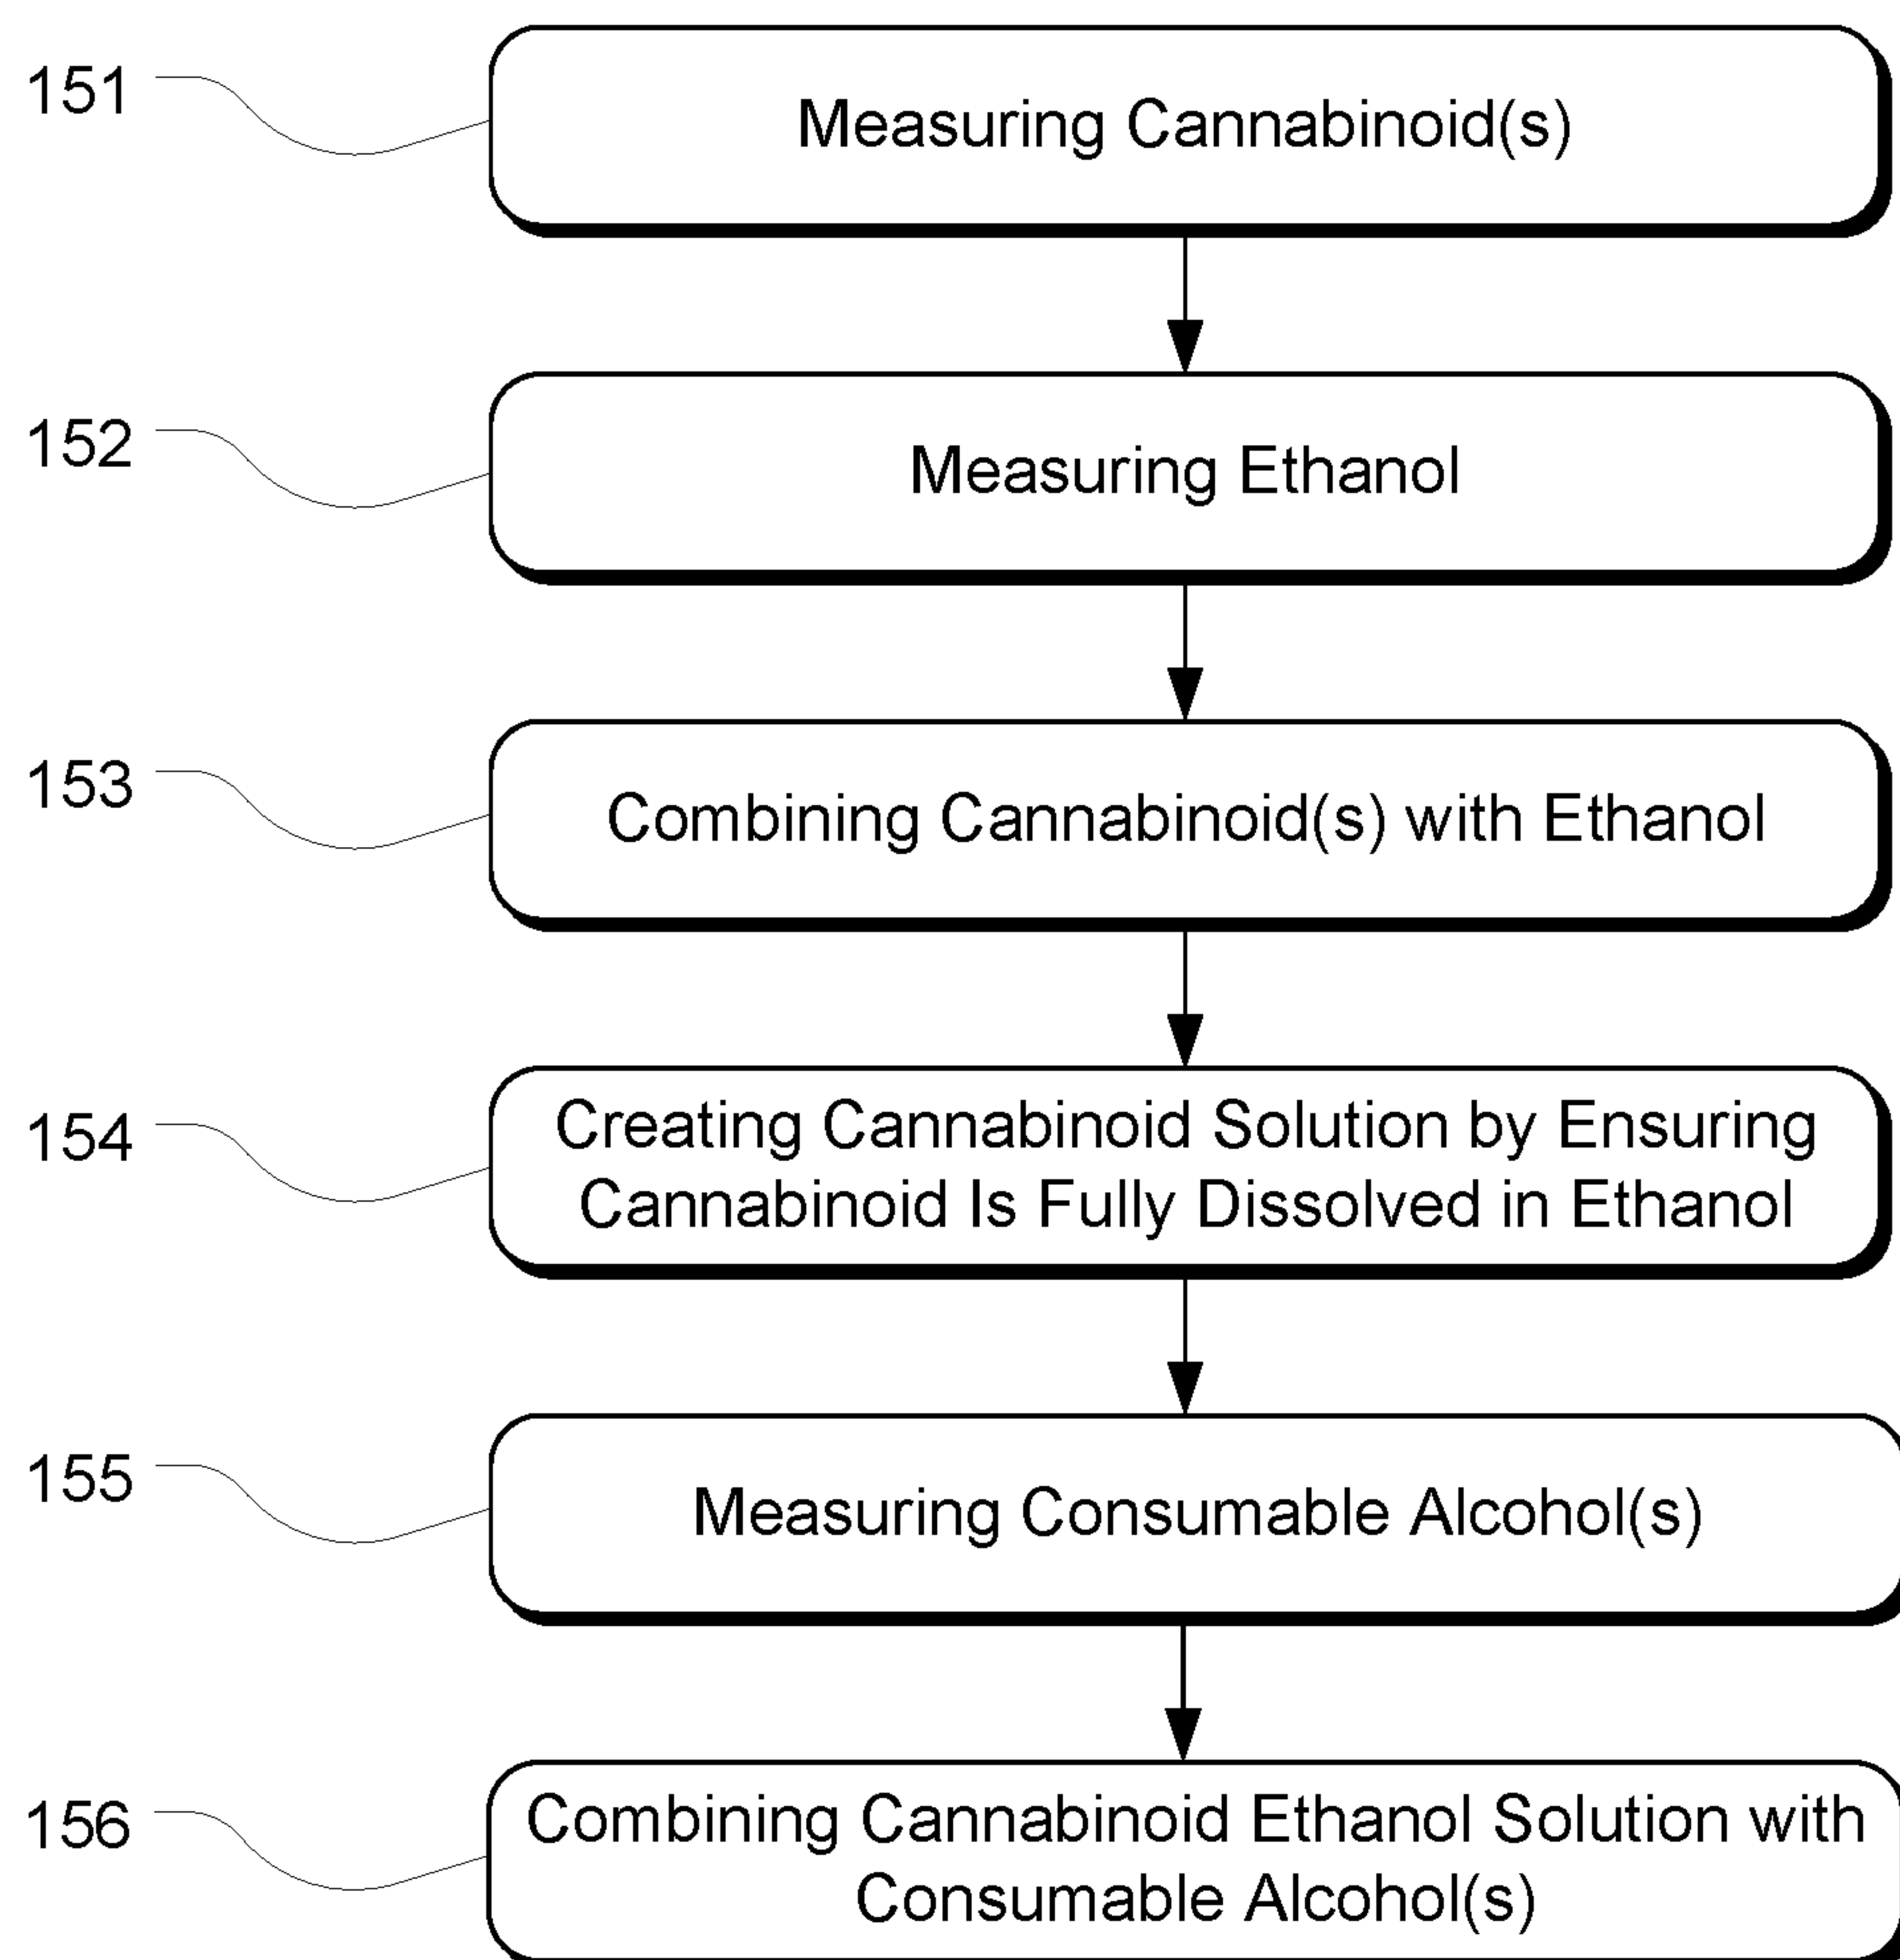 151
Measuring Cannabinoid(s)
152
Measuring Ethanol
153
Combining Cannabinoid(s) with Ethanol
154
Creating Cannabinoid Solution by Ensuring
Cannabinoid Is Fully Dissolved in Ethanol
155
Measuring Consumable Alcohol(s)
156
Combining Cannabinoid Ethanol Solution with
Consumable Alcohol(s)